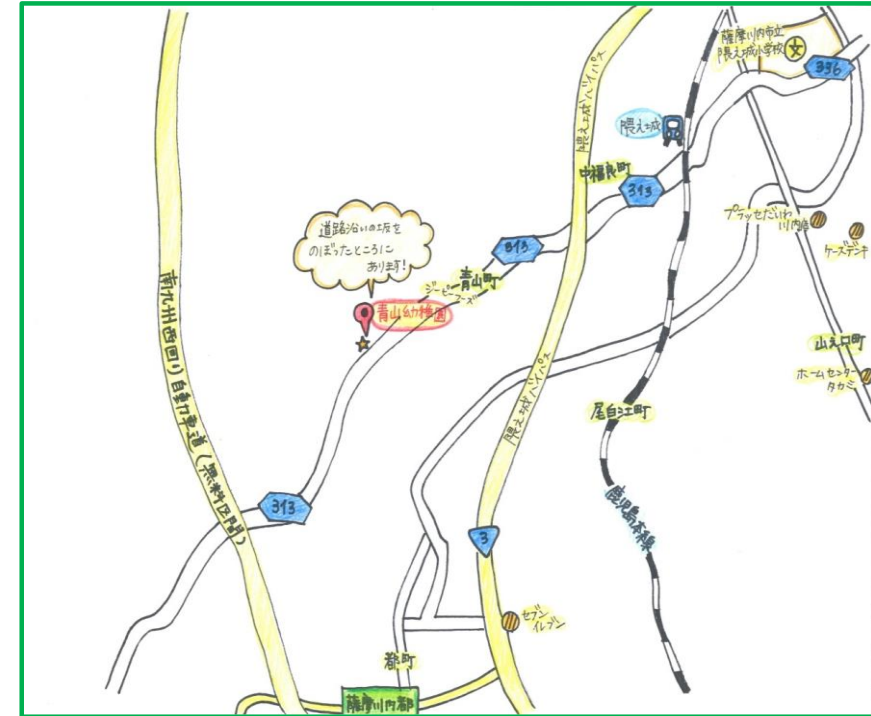 薩摩川内市立
隈之城小学校
文
336
隈之城バイパス
隈之城
中福良町
313
プラッセだいわ
川内店
ケーズデンキ
道路沿いの坂を
のぼったところに
あります!
313
青山町
ジーピーフーズ
青山幼稚園
南九州西回り自動車道(無料区間)
山之口町
ホームセンター
タカミ
隈之城バイパス
尾白江町
鹿児島本線
313
3
セブン
イレブン
都町
薩摩川内都